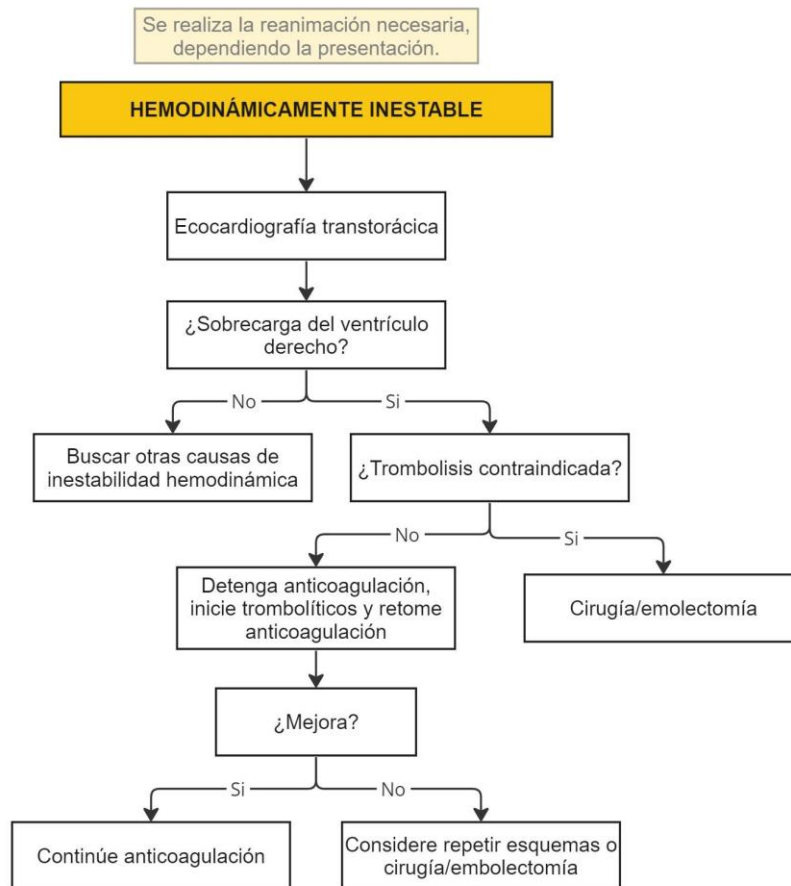 Se realiza la reanimación necesaria,
dependiendo la presentación.
HEMODINÁMICAMENTE INESTABLE
Ecocardiografía transtorácica
¿Sobrecarga del ventrículo
derecho?
No
Si
Buscar otras causas de
inestabilidad hemodinámica
¿Trombolisis contraindicada?
No
Si
Detenga anticoagulación,
inicie trombolíticos y retome
anticoagulación
Cirugía/emolectomía
¿Mejora?
Si
No
Continúe anticoagulación
Considere repetir esquemas o
cirugía/embolectomía